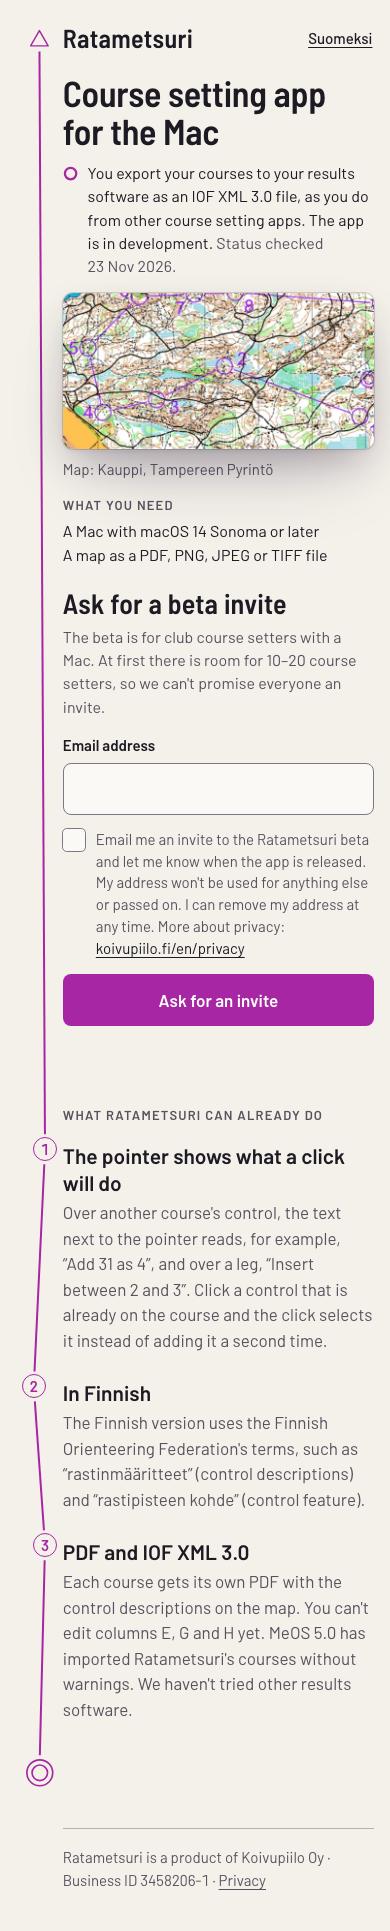 Ratametsuri
Suomeksi
Course setting app
for the Mac
You export your courses to your results
software as an IOF XML 3.0 file, as you do
from other course setting apps. The app
is in development. Status checked
23 Nov 2026.
7
8
5
2
4
3
Map: Kauppi, Tampereen Pyrintö
WHAT YOU NEED
A Mac with macOS 14 Sonoma or later
A map as a PDF, PNG, JPEG or TIFF file
Ask for a beta invite
The beta is for club course setters with a
Mac. At first there is room for 10–20 course
setters, so we can't promise everyone an
invite.
Email address
Email me an invite to the Ratametsuri beta
and let me know when the app is released.
My address won't be used for anything else
or passed on. I can remove my address at
any time. More about privacy:
koivupiilo.fi/en/privacy
Ask for an invite
WHAT RATAMETSURI CAN ALREADY DO
1
The pointer shows what a click
will do
Over another course's control, the text
next to the pointer reads, for example,
“Add 31 as 4”, and over a leg, “Insert
between 2 and 3”. Click a control that is
already on the course and the click selects
it instead of adding it a second time.
2
In Finnish
The Finnish version uses the Finnish
Orienteering Federation's terms, such as
“rastinmääritteet” (control descriptions)
and “rastipisteen kohde” (control feature).
3
PDF and IOF XML 3.0
Each course gets its own PDF with the
control descriptions on the map. You can't
edit columns E, G and H yet. MeOS 5.0 has
imported Ratametsuri's courses without
warnings. We haven't tried other results
software.
Ratametsuri is a product of Koivupiilo Oy ·
Business ID 3458206-1 · Privacy